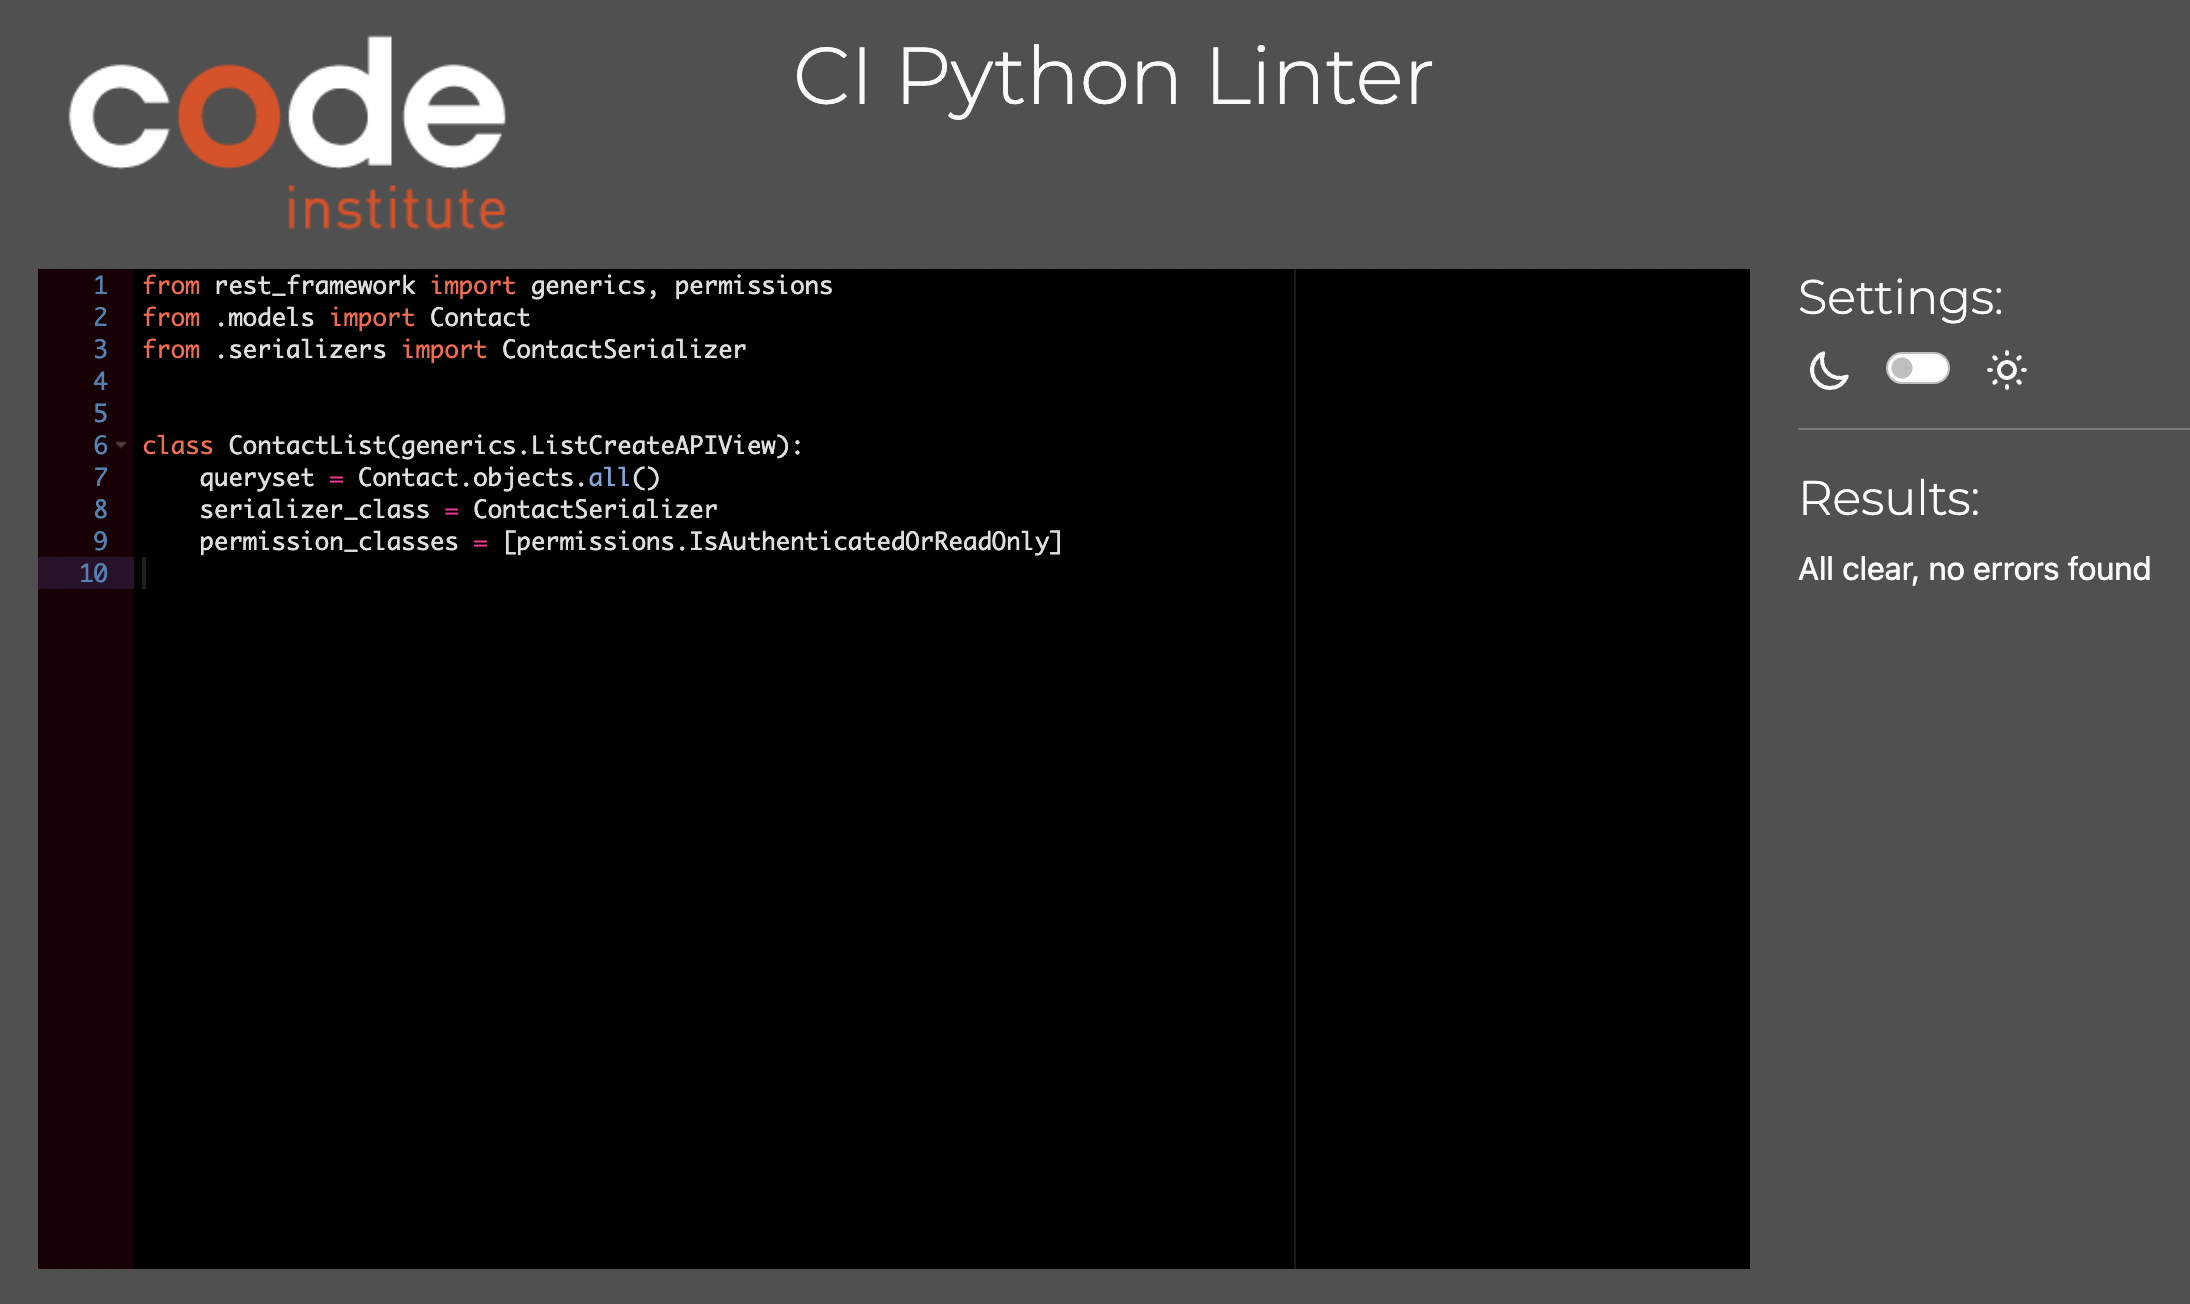 code
institute
CI Python Linter
1 from rest_framework import generics, permissions
2 from .models import Contact
3 from .serializers import ContactSerializer
4
5
6 class ContactList(generics.ListCreateAPIView):
7     queryset = Contact.objects.all()
8     serializer_class = ContactSerializer
9     permission_classes = [permissions.IsAuthenticatedOrReadOnly]
10
Settings:
Results:
All clear, no errors found